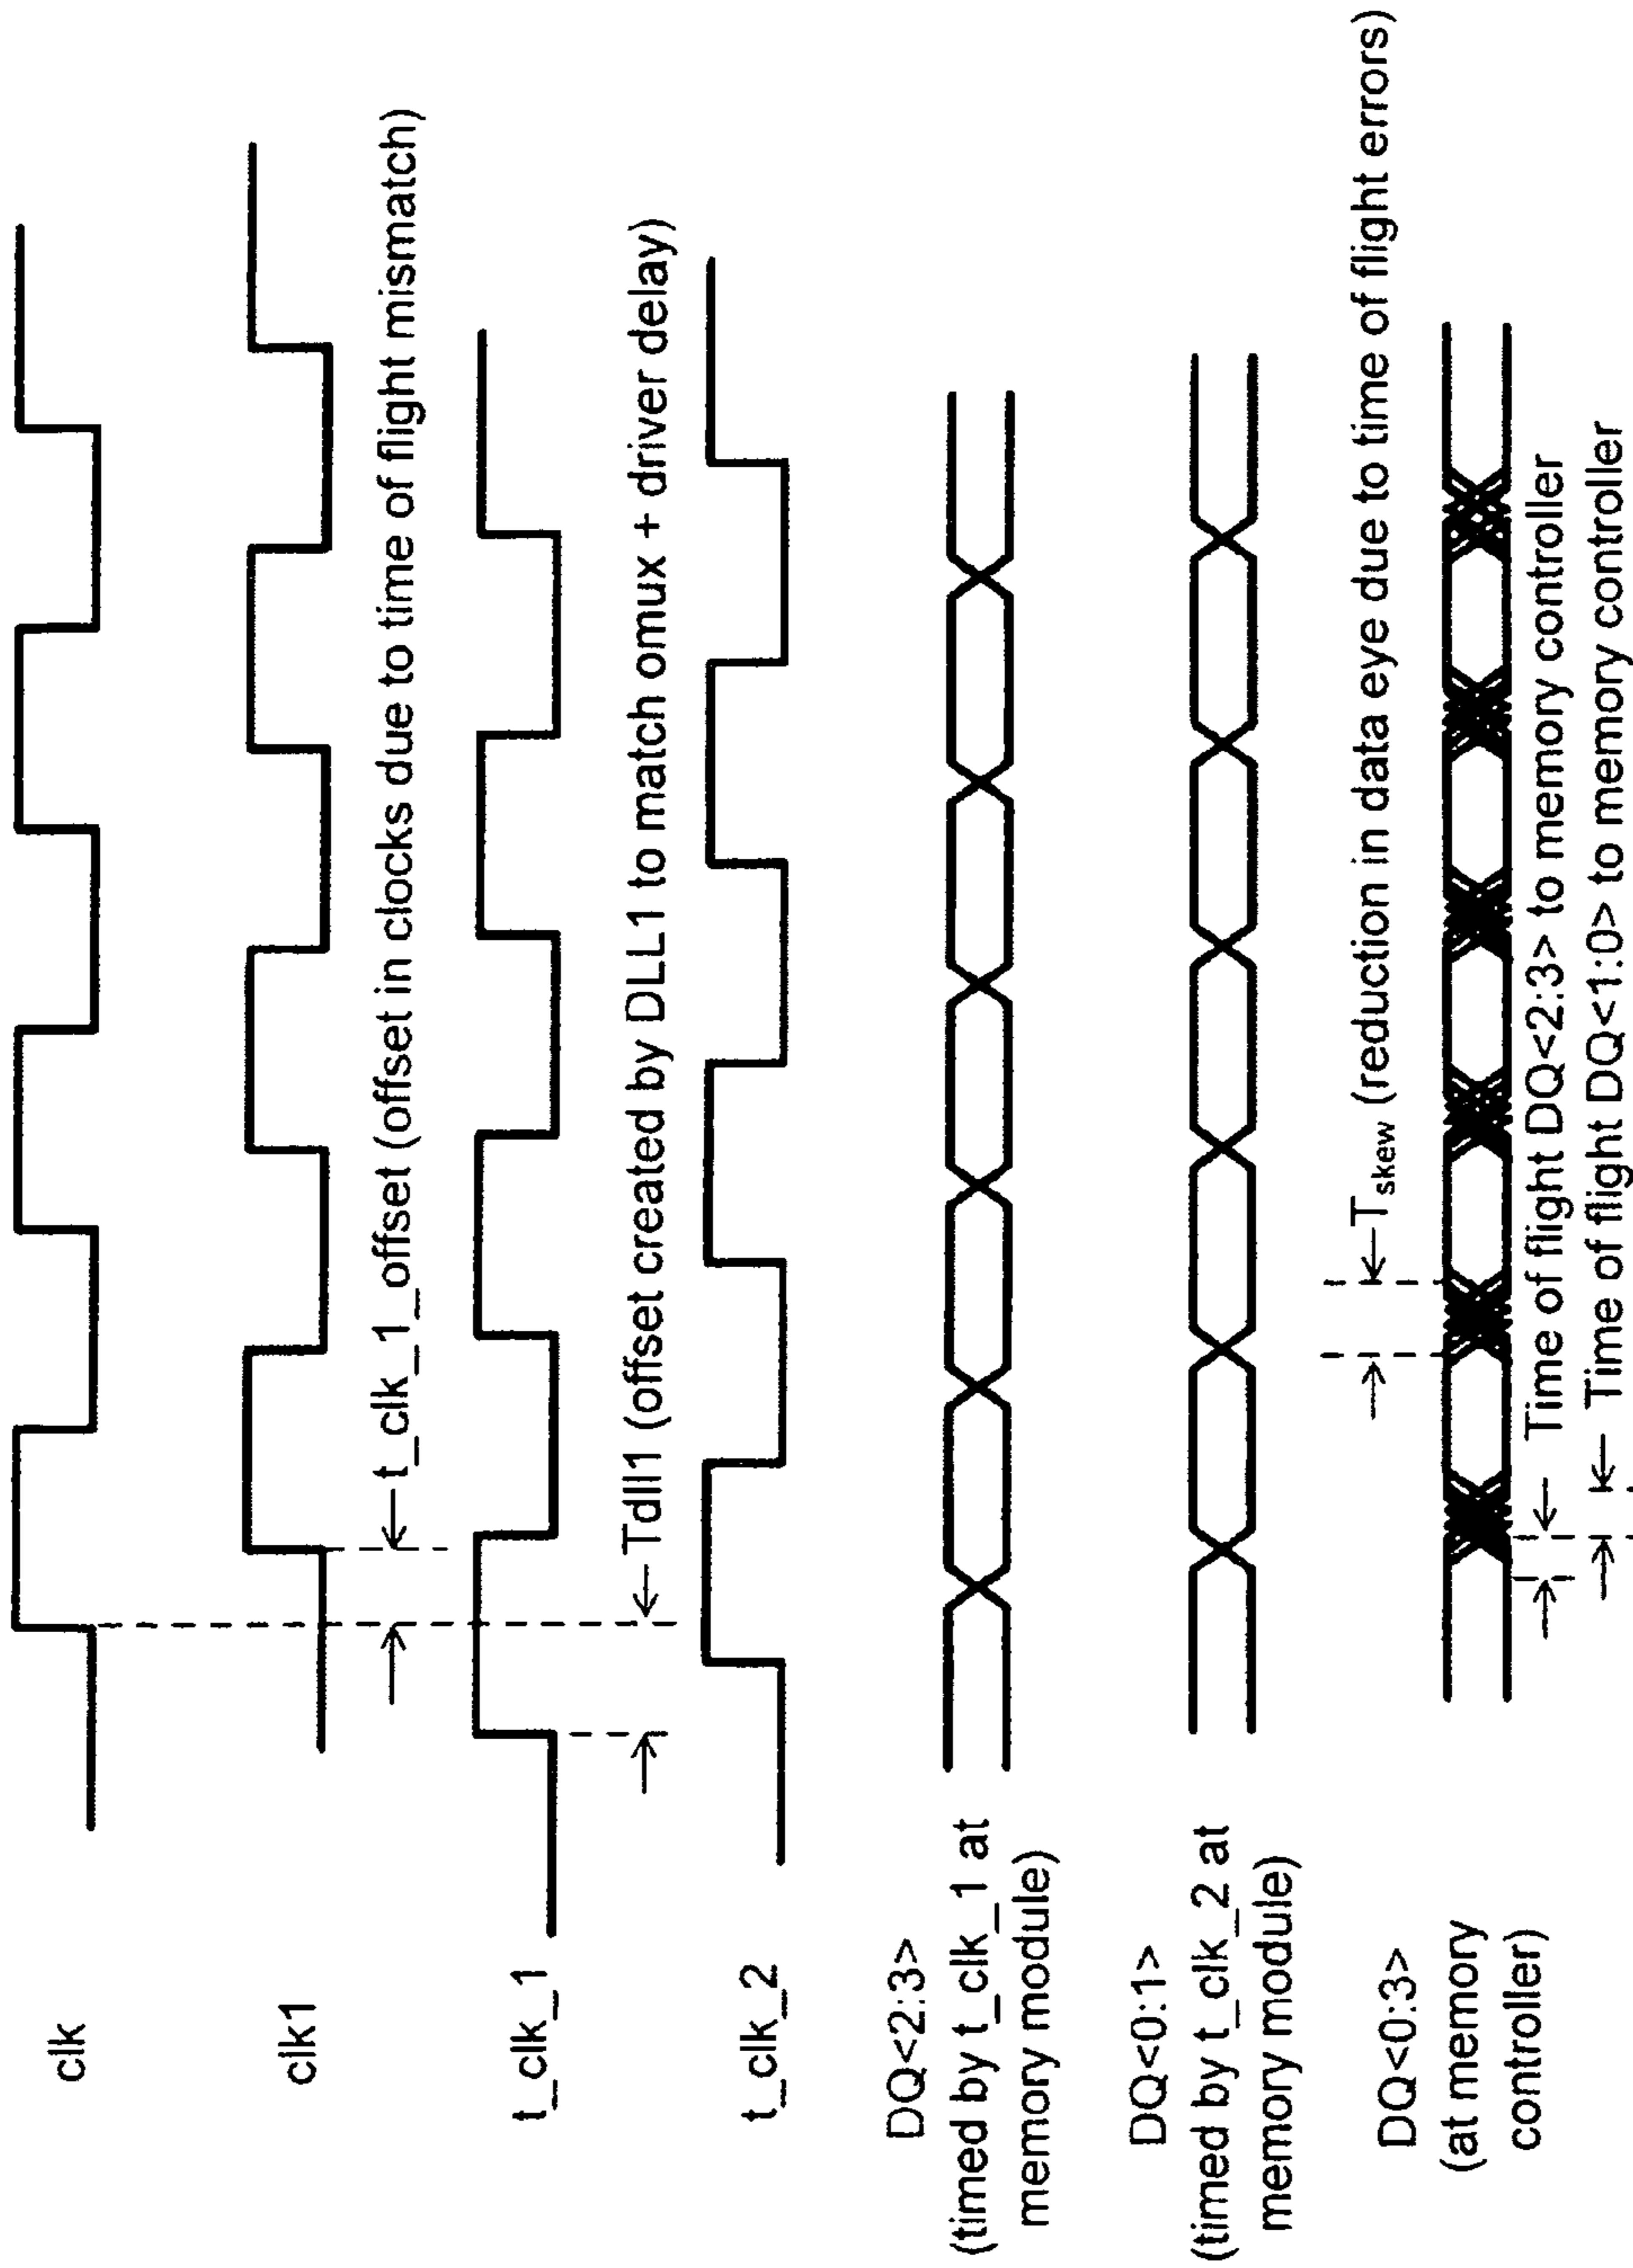 clk
clk1
t_clk_1_offset (offset in clocks due to time of flight mismatch)
t_clk_1
Tdll1 (offset created by DLL1 to match omux + driver delay)
t_clk_2
DQ<2:3>
(timed by t_clk_1 at
memory module)
DQ<0:1>
(timed by t_clk_2 at
memory module)
Tskew (reduction in data eye due to time of flight errors)
DQ<0:3>
(at memory
controller)
Time of flight DQ<2:3> to memory controller
Time of flight DQ<1:0> to memory controller